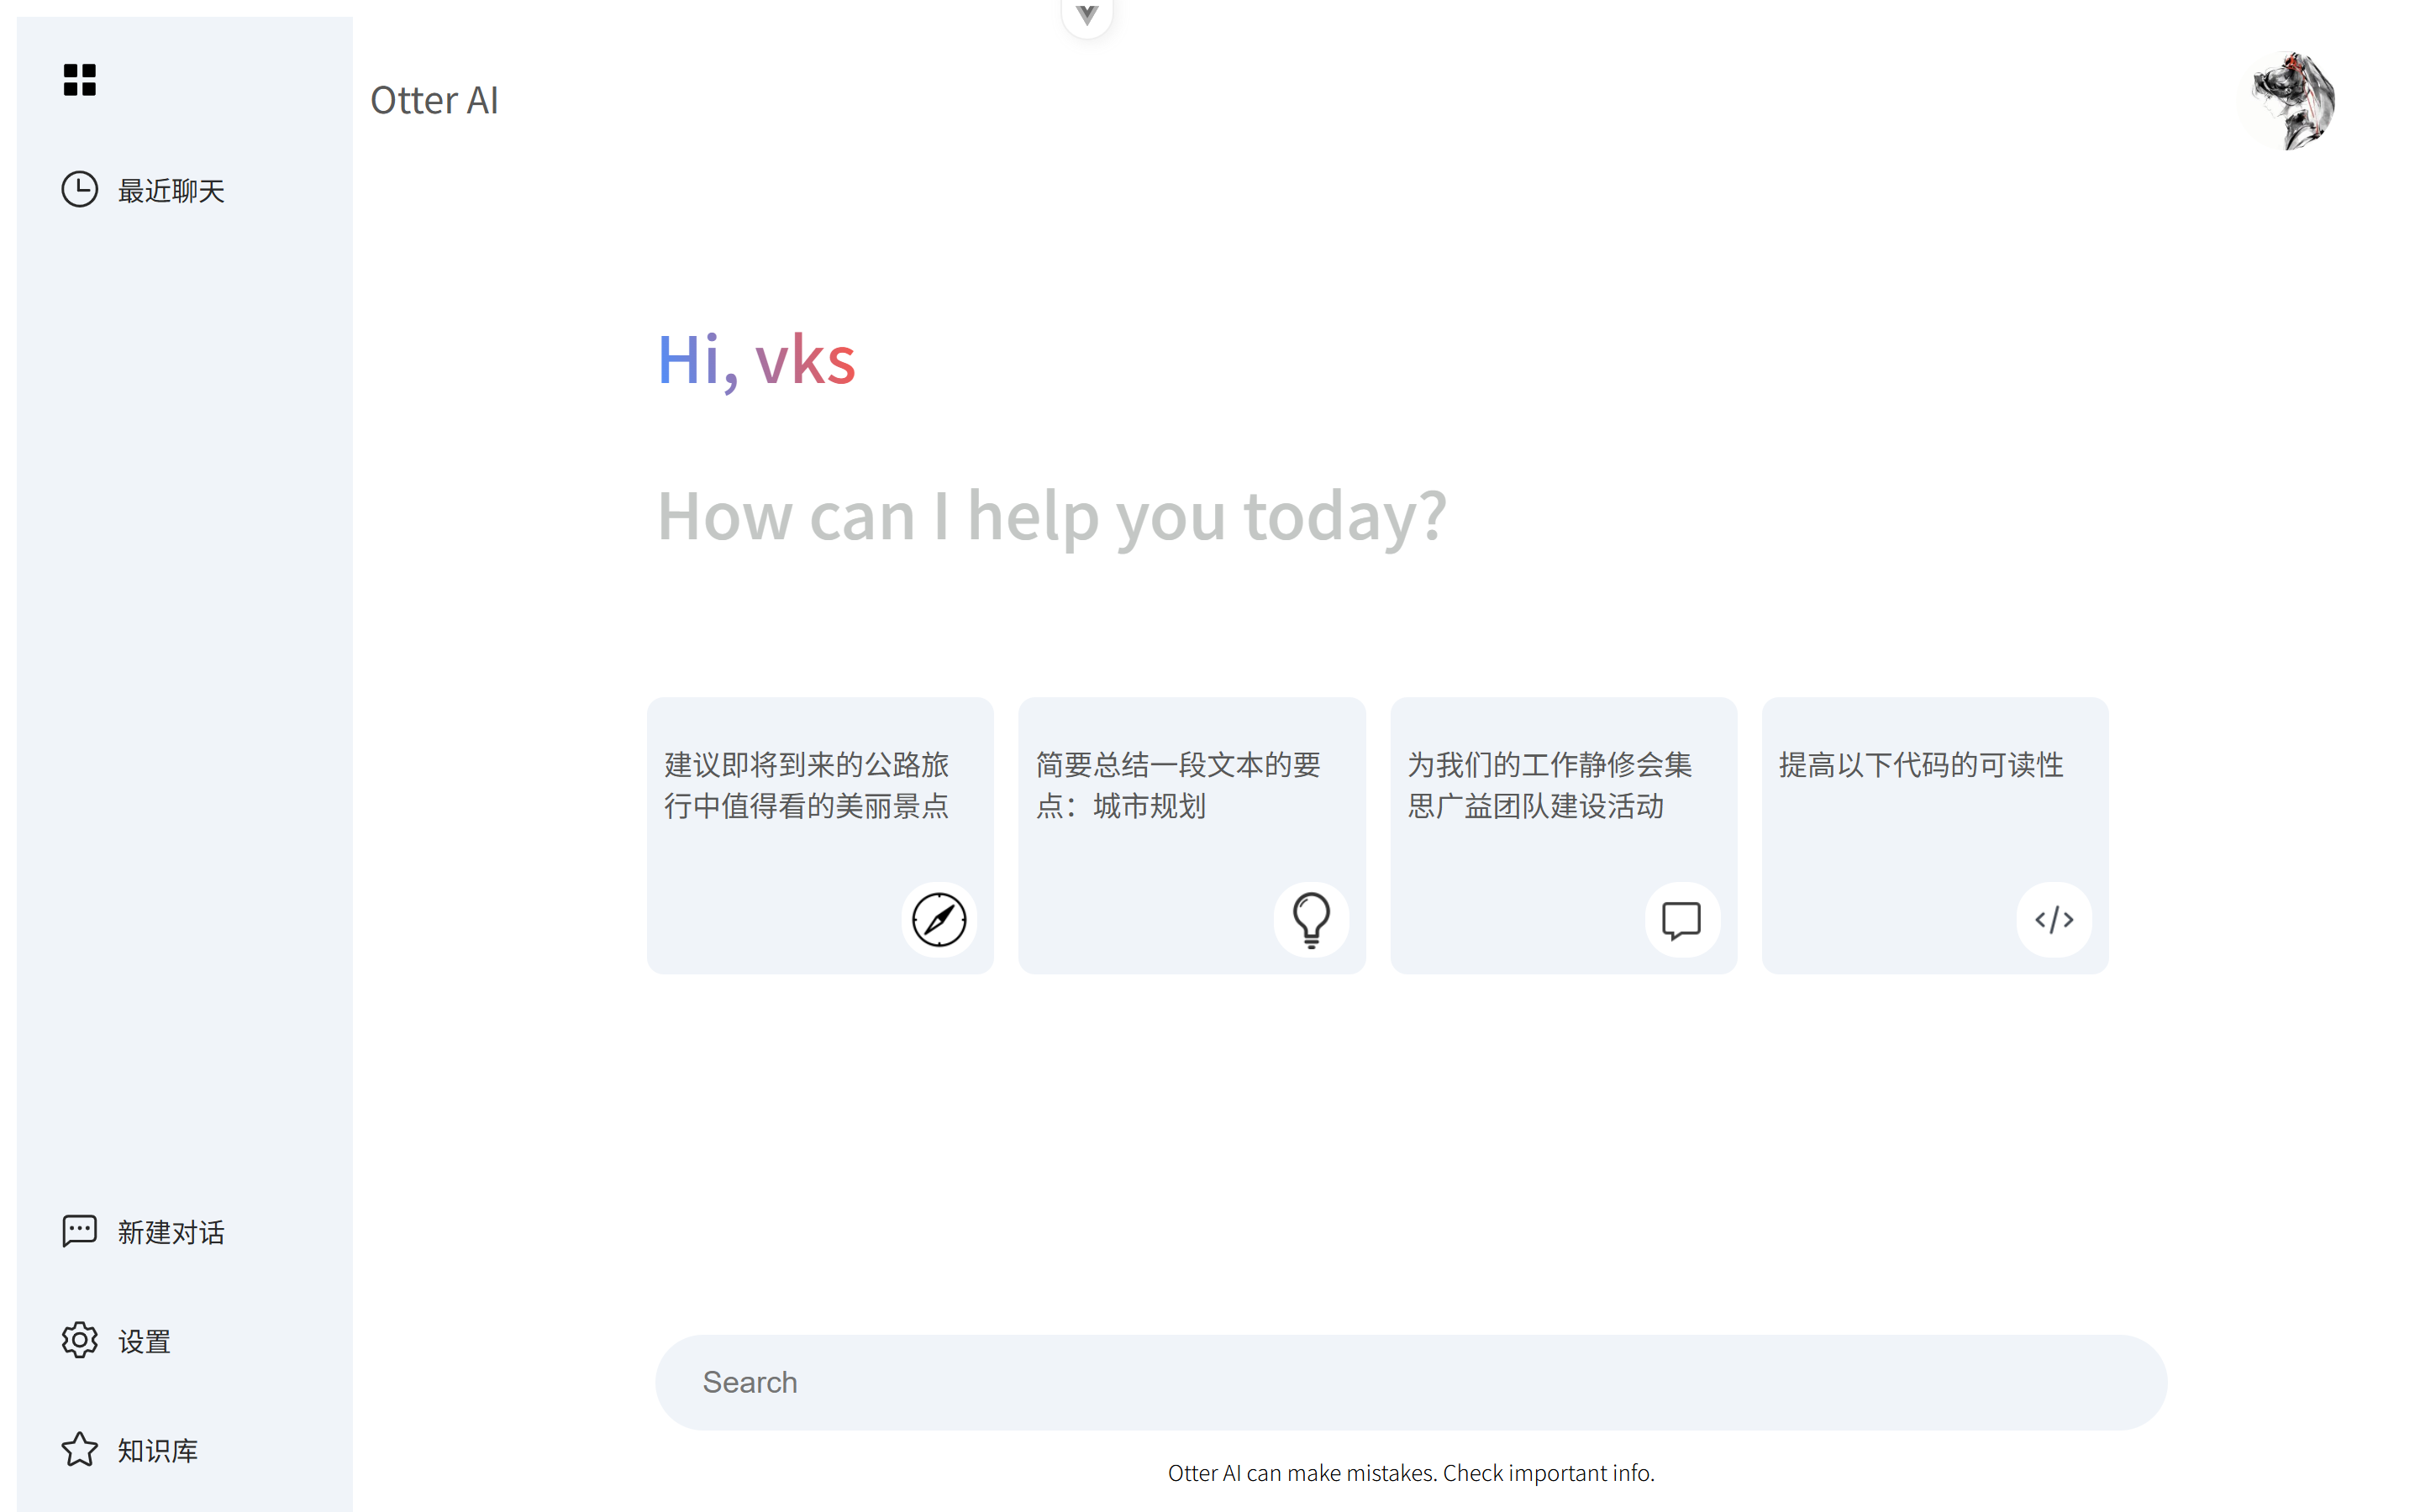 Otter AI
最近聊天
Hi, vks
How can I help you today?
建议即将到来的公路旅
行中值得看的美丽景点
简要总结一段文本的要
点：城市规划
为我们的工作静修会集
思广益团队建设活动
提高以下代码的可读性
新建对话
设置
知识库
Search
Otter AI can make mistakes. Check important info.